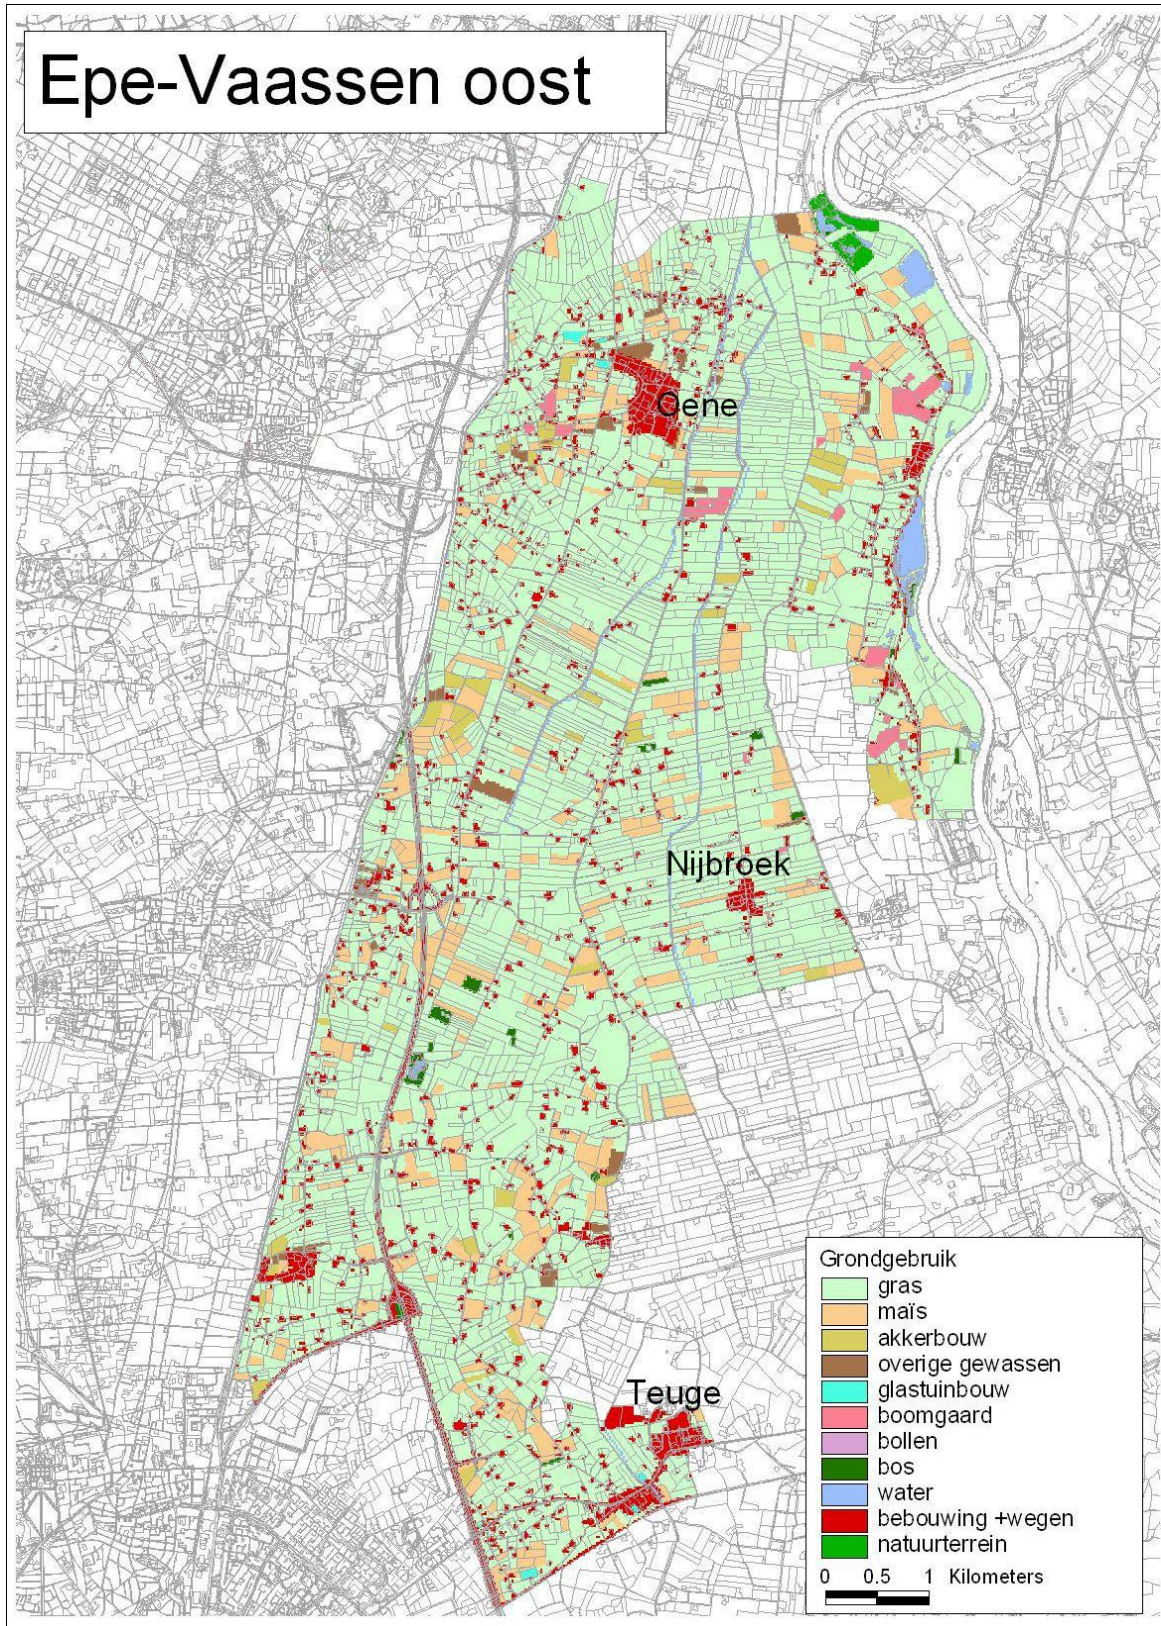 Epe-Vaassen oost
Oene
Nijbroek
Teuge
Grondgebruik
gras
maïs
akkerbouw
overige gewassen
glastuinbouw
boomgaard
bollen
bos
water
bebouwing +wegen
natuurterrein
0 0.5 1 Kilometers